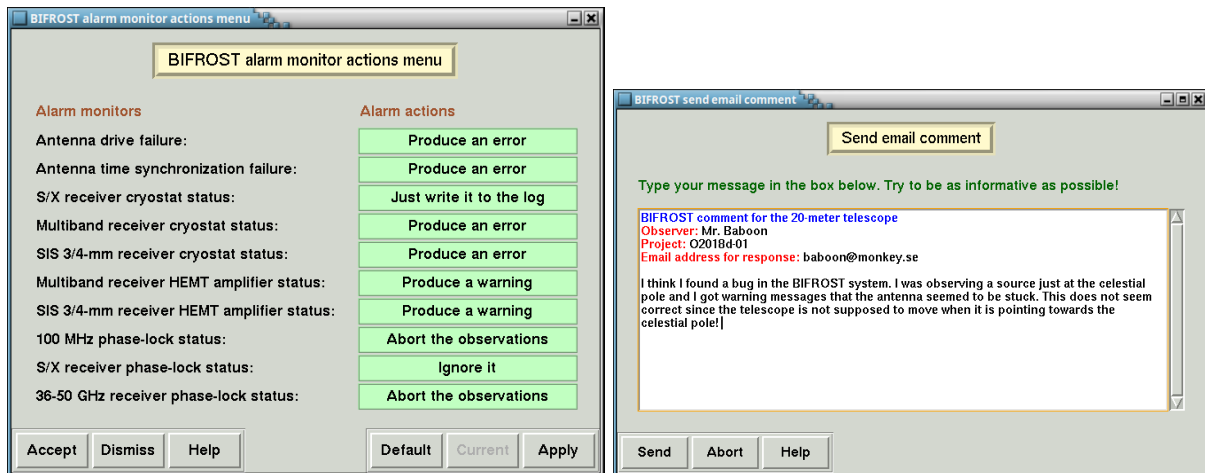 BIFROST alarm monitor actions menu
BIFROST alarm monitor actions menu
Alarm monitors Alarm actions
Antenna drive failure: Produce an error
Antenna time synchronization failure: Produce an error
S/X receiver cryostat status: Just write it to the log
Multiband receiver cryostat status: Produce an error
SIS 3/4-mm receiver cryostat status: Produce an error
Multiband receiver HEMT amplifier status: Produce a warning
SIS 3/4-mm receiver HEMT amplifier status: Produce a warning
100 MHz phase-lock status: Abort the observations
S/X receiver phase-lock status: Ignore it
36-50 GHz receiver phase-lock status: Abort the observations
Accept Dismiss Help Default Current Apply
BIFROST send email comment
Send email comment
Type your message in the box below. Try to be as informative as possible!
BIFROST comment for the 20-meter telescope
Observer: Mr. Baboon
Project: O2018d-01
Email address for response: baboon@monkey.se
I think I found a bug in the BIFROST system. I was observing a source just at the celestial
pole and I got warning messages that the antenna seemed to be stuck. This does not seem
correct since the telescope is not supposed to move when it is pointing towards the
celestial pole!
Send Abort Help